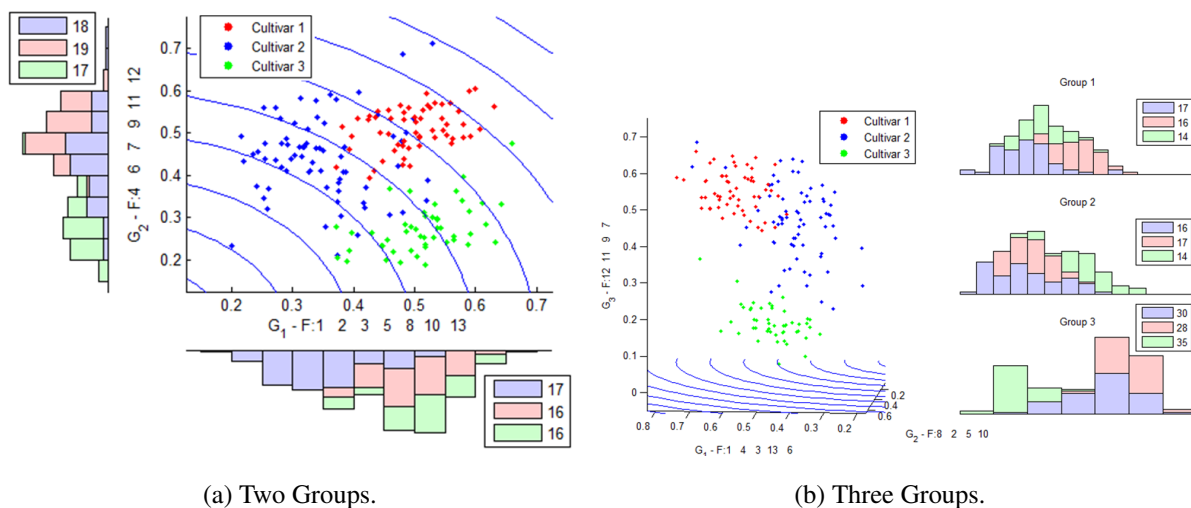 18
19
17
Cultivar 1
Cultivar 2
Cultivar 3
0.7
0.6
0.5
0.4
0.3
0.2
G2 - F:4 6 7 9 11 12
0.2 0.3 0.4 0.5 0.6 0.7
G1 - F:1 2 3 5 8 10 13
17
16
16
(a) Two Groups.
Cultivar 1
Cultivar 2
Cultivar 3
0.7
0.6
0.5
0.4
0.3
0.2
0.1
0
G3 - F:12 11 9 7
0.8 0.7 0.6 0.5 0.4 0.3 0.2
0.2
0.4
0.6
G1 - F:1 4 3 13 6
G2 - F:8 2 5 10
Group 1
17
16
14
Group 2
16
17
14
Group 3
30
28
35
(b) Three Groups.